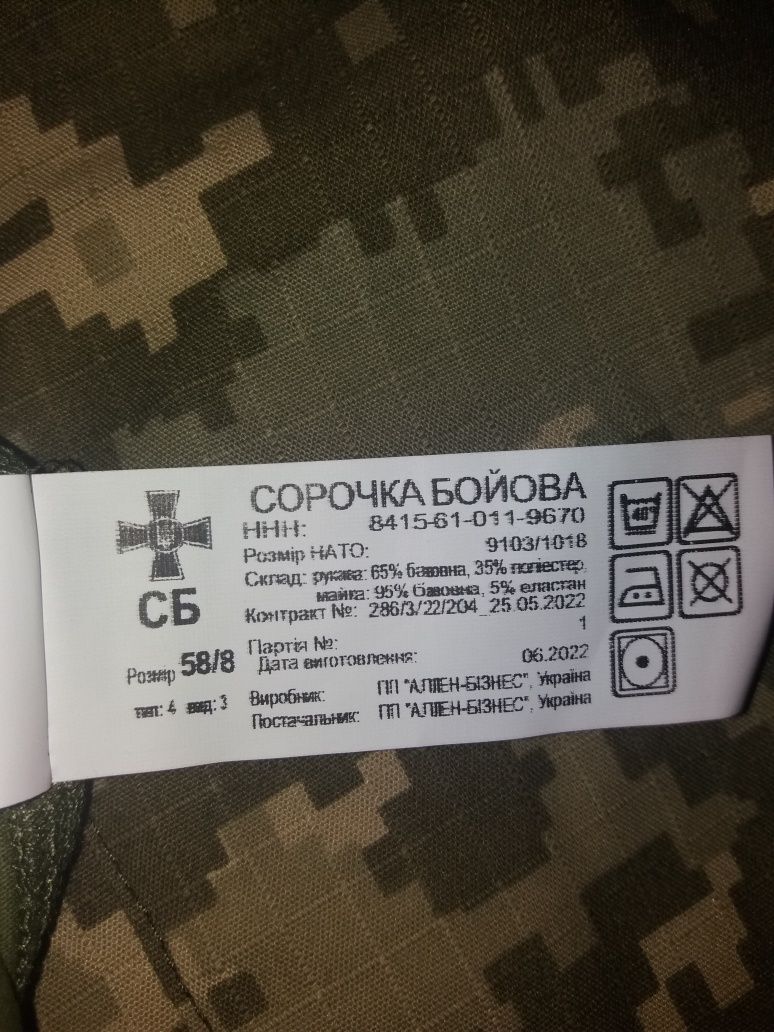 СОРОЧКА БОЙОВА
ННН: 8415-61-011-9670
Розмір НАТО: 9103/1018
Склад: рукава: 65% бавовна, 35% поліестер,
майка: 95% бавовна, 5% еластан
Контракт №: 286/3/22/204_25.05.2022
Партія №: 1
Дата виготовлення: 06.2022
Виробник: ПП "АЛЛЕН-БІЗНЕС", Україна
Постачальник: ПП "АЛЛЕН-БІЗНЕС", Україна
СБ
Розмір 58/8
тип: 4 вид: 3
40°